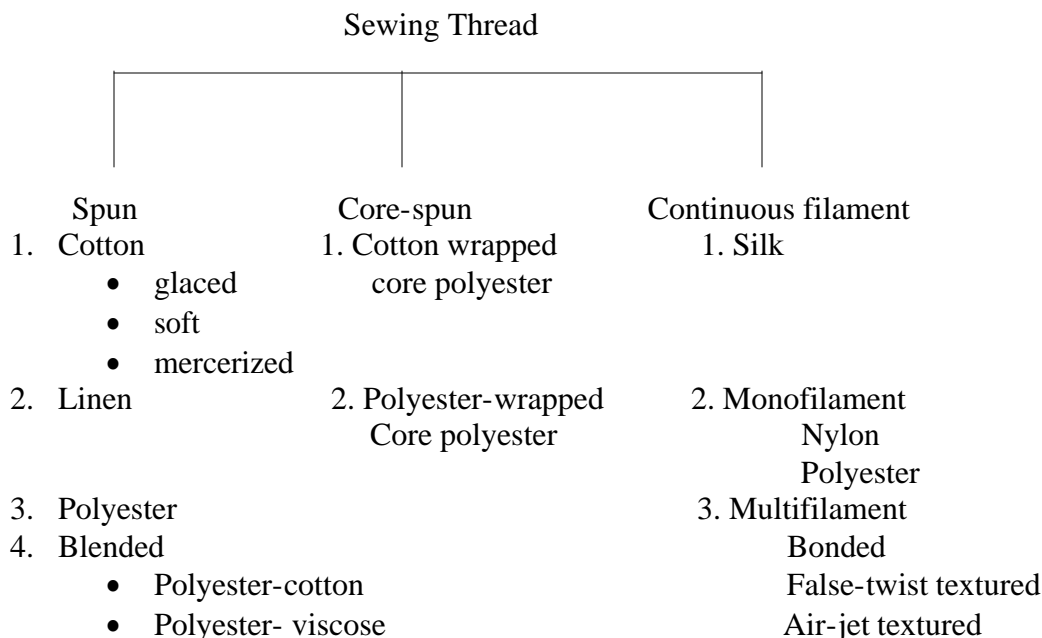 Sewing Thread
Spun Core-spun Continuous filament
1. Cotton 1. Cotton wrapped 1. Silk
• glaced core polyester
• soft
• mercerized
2. Linen 2. Polyester-wrapped 2. Monofilament
Core polyester Nylon
Polyester
3. Polyester 3. Multifilament
4. Blended Bonded
• Polyester-cotton False-twist textured
• Polyester- viscose Air-jet textured